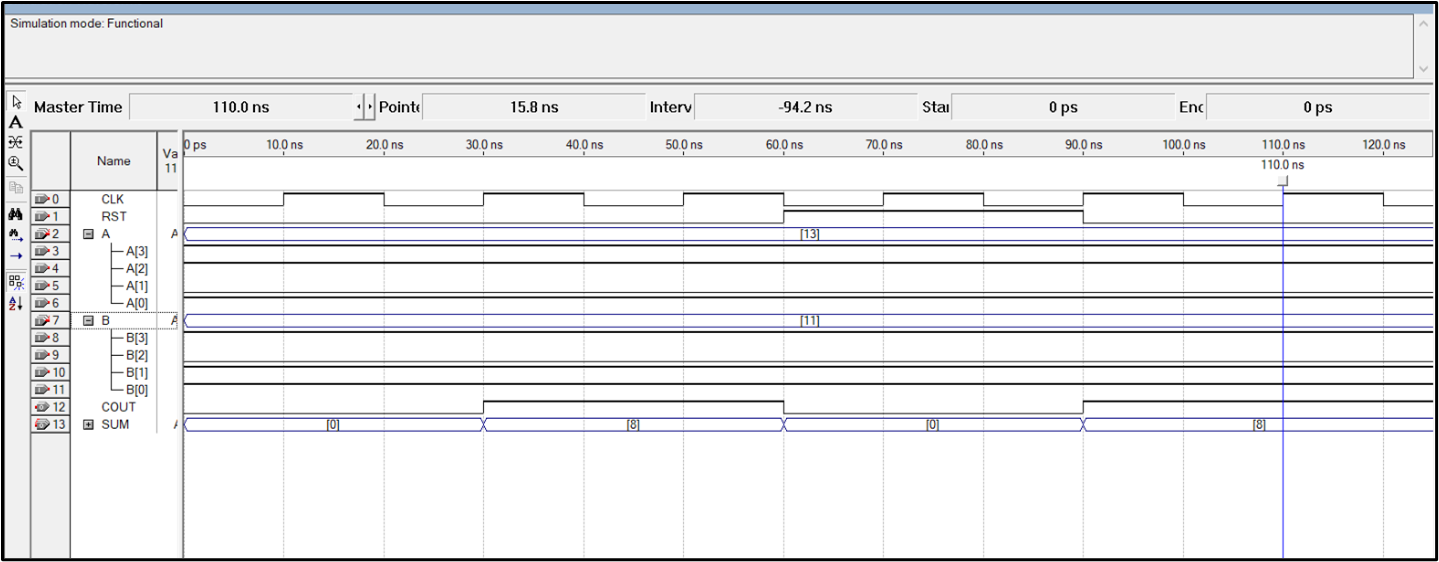 Simulation mode: Functional
Master Time 110.0 ns Pointe 15.8 ns Interv -94.2 ns Star 0 ps Enc 0 ps
Name Va 11
0 ps 10.0 ns 20.0 ns 30.0 ns 40.0 ns 50.0 ns 60.0 ns 70.0 ns 80.0 ns 90.0 ns 100.0 ns 110.0 ns 120.0 ns
110.0 ns
0 CLK
1 RST
2 A A [13]
3 A[3]
4 A[2]
5 A[1]
6 A[0]
7 B A [11]
8 B[3]
9 B[2]
10 B[1]
11 B[0]
12 COUT
13 SUM A [0] [8] [0] [8]